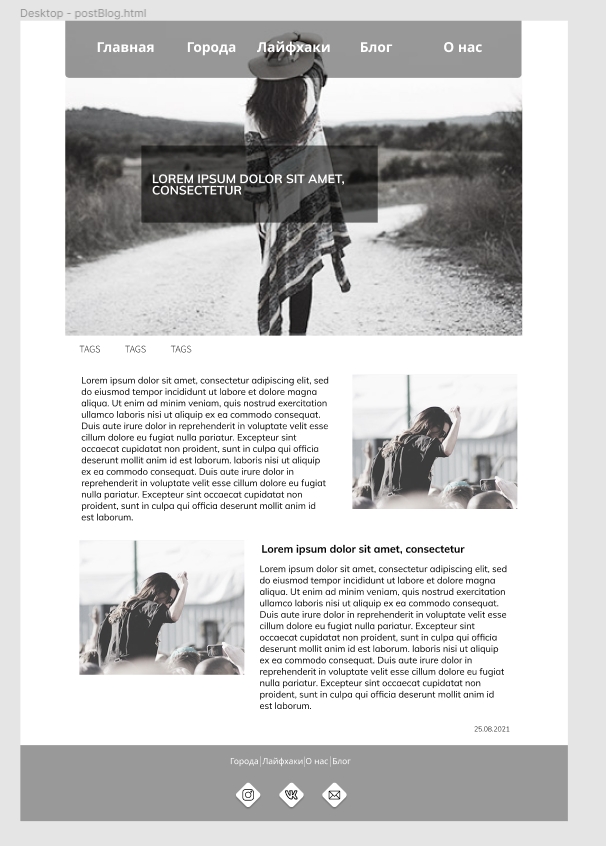 Desktop - postBlog.html
Главная Города Лайфхаки Блог О нас
LOREM IPSUM DOLOR SIT AMET,
CONSECTETUR
TAGS TAGS TAGS
Lorem ipsum dolor sit amet, consectetur adipiscing elit, sed
do eiusmod tempor incididunt ut labore et dolore magna
aliqua. Ut enim ad minim veniam, quis nostrud exercitation
ullamco laboris nisi ut aliquip ex ea commodo consequat.
Duis aute irure dolor in reprehenderit in voluptate velit esse
cillum dolore eu fugiat nulla pariatur. Excepteur sint
occaecat cupidatat non proident, sunt in culpa qui officia
deserunt mollit anim id est laborum. laboris nisi ut aliquip
ex ea commodo consequat. Duis aute irure dolor in
reprehenderit in voluptate velit esse cillum dolore eu fugiat
nulla pariatur. Excepteur sint occaecat cupidatat non
proident, sunt in culpa qui officia deserunt mollit anim id
est laborum.
Lorem ipsum dolor sit amet, consectetur
Lorem ipsum dolor sit amet, consectetur adipiscing elit, sed
do eiusmod tempor incididunt ut labore et dolore magna
aliqua. Ut enim ad minim veniam, quis nostrud exercitation
ullamco laboris nisi ut aliquip ex ea commodo consequat.
Duis aute irure dolor in reprehenderit in voluptate velit esse
cillum dolore eu fugiat nulla pariatur. Excepteur sint
occaecat cupidatat non proident, sunt in culpa qui officia
deserunt mollit anim id est laborum. laboris nisi ut aliquip
ex ea commodo consequat. Duis aute irure dolor in
reprehenderit in voluptate velit esse cillum dolore eu fugiat
nulla pariatur. Excepteur sint occaecat cupidatat non
proident, sunt in culpa qui officia deserunt mollit anim id
est laborum.
25.08.2021
Города|Лайфхаки|О нас|Блог